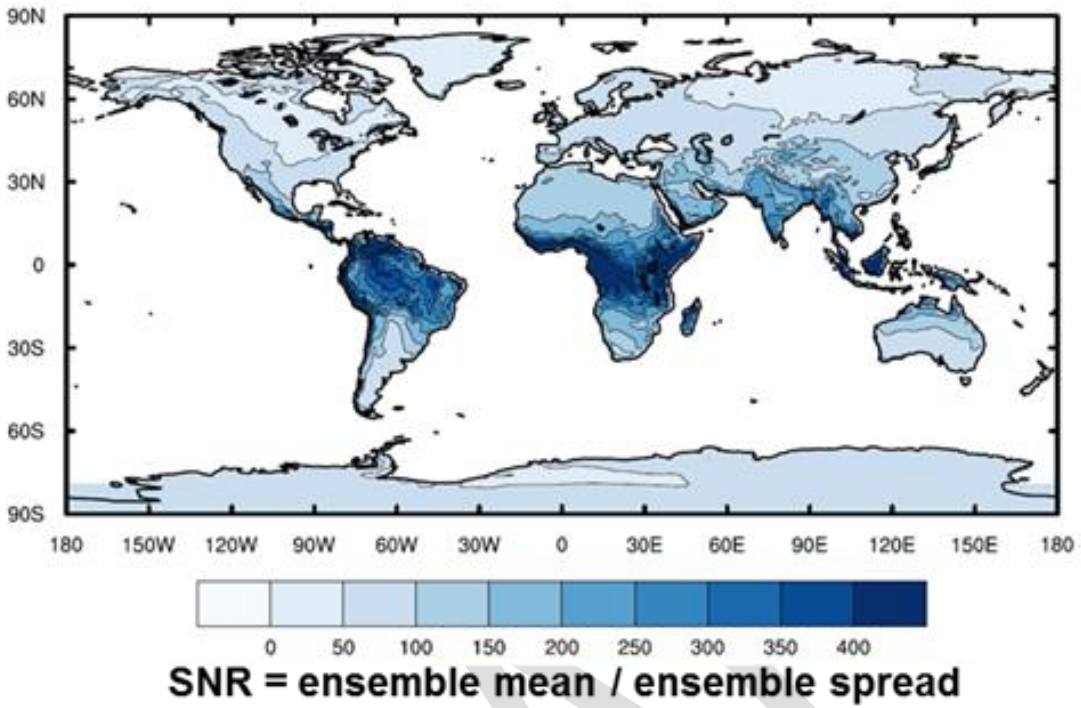 90N
60N
30N
0
30S
60S
90S
180 150W 120W 90W 60W 30W 0 30E 60E 90E 120E 150E 180
0 50 100 150 200 250 300 350 400
SNR = ensemble mean / ensemble spread